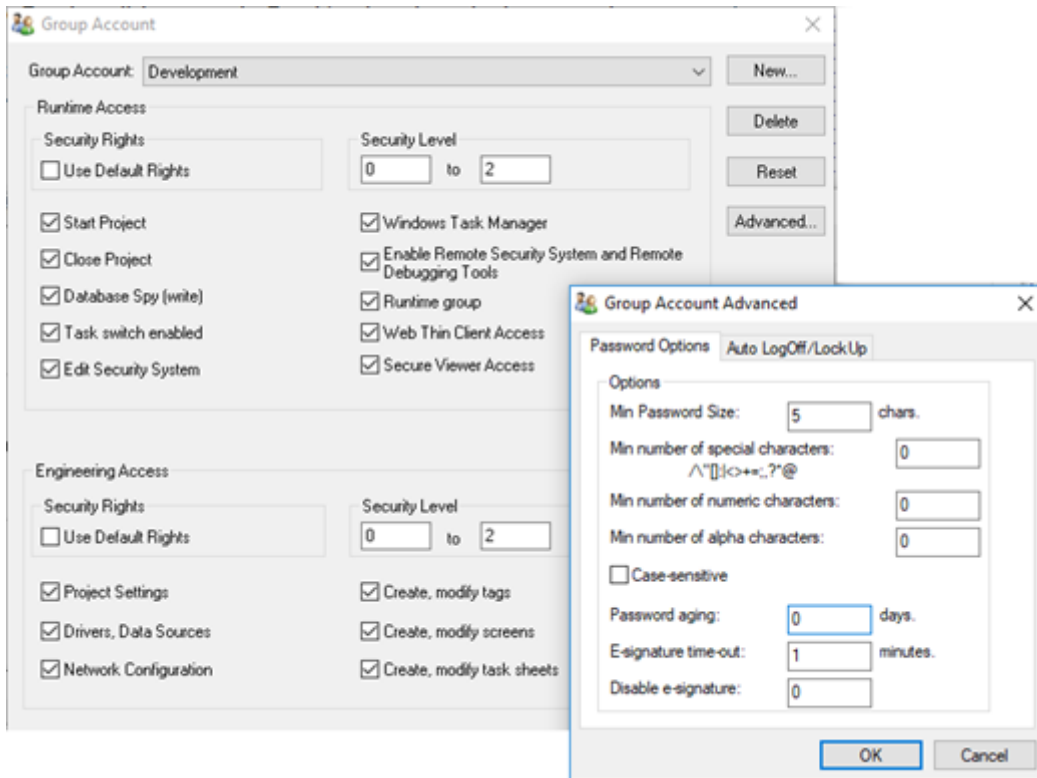 Group Account
Group Account: Development New...
Runtime Access
Delete
Security Rights Security Level
Use Default Rights 0 to 2
Reset
Start Project Windows Task Manager Advanced...
Close Project Enable Remote Security System and Remote
Debugging Tools
Database Spy (write) Runtime group
Task switch enabled Web Thin Client Access
Edit Security System Secure Viewer Access
Engineering Access
Security Rights Security Level
Use Default Rights 0 to 2
Project Settings Create, modify tags
Drivers, Data Sources Create, modify screens
Network Configuration Create, modify task sheets
Group Account Advanced
Password Options Auto LogOff/LockUp
Options
Min Password Size: 5 chars.
Min number of special characters: 0
/\"[]:|<>+=;,?*@
Min number of numeric characters: 0
Min number of alpha characters: 0
Case-sensitive
Password aging: 0 days.
E-signature time-out: 1 minutes.
Disable e-signature: 0
OK Cancel